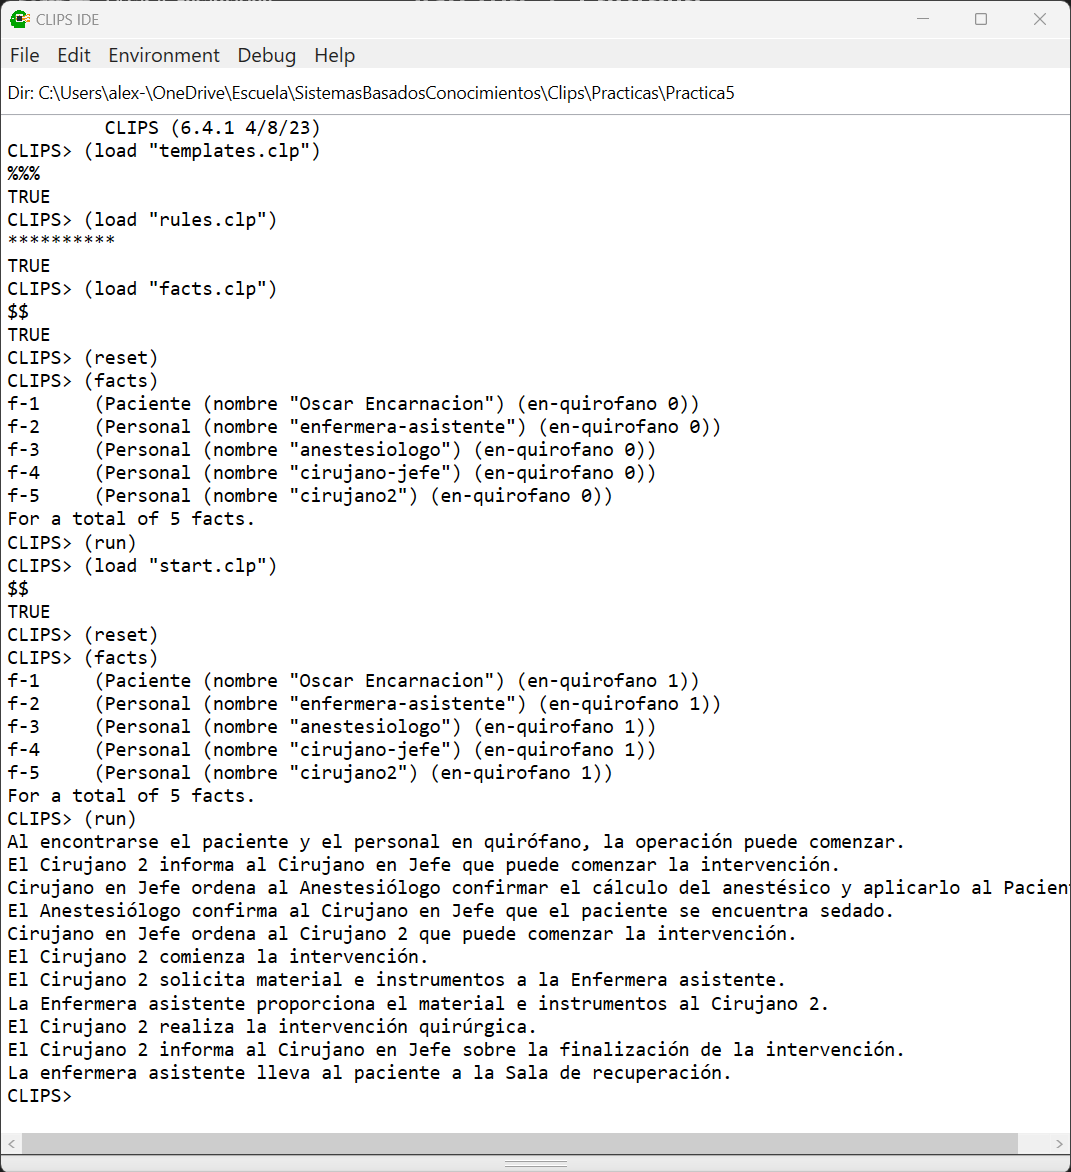 CLIPS IDE
File Edit Environment Debug Help
Dir: C:\Users\alex-\OneDrive\Escuela\SistemasBasadosConocimientos\Clips\Practicas\Practica5
CLIPS (6.4.1 4/8/23)
CLIPS> (load "templates.clp")
%%%
TRUE
CLIPS> (load "rules.clp")
**********
TRUE
CLIPS> (load "facts.clp")
$$
TRUE
CLIPS> (reset)
CLIPS> (facts)
f-1     (Paciente (nombre "Oscar Encarnacion") (en-quirofano 0))
f-2     (Personal (nombre "enfermera-asistente") (en-quirofano 0))
f-3     (Personal (nombre "anestesiologo") (en-quirofano 0))
f-4     (Personal (nombre "cirujano-jefe") (en-quirofano 0))
f-5     (Personal (nombre "cirujano2") (en-quirofano 0))
For a total of 5 facts.
CLIPS> (run)
CLIPS> (load "start.clp")
$$
TRUE
CLIPS> (reset)
CLIPS> (facts)
f-1     (Paciente (nombre "Oscar Encarnacion") (en-quirofano 1))
f-2     (Personal (nombre "enfermera-asistente") (en-quirofano 1))
f-3     (Personal (nombre "anestesiologo") (en-quirofano 1))
f-4     (Personal (nombre "cirujano-jefe") (en-quirofano 1))
f-5     (Personal (nombre "cirujano2") (en-quirofano 1))
For a total of 5 facts.
CLIPS> (run)
Al encontrarse el paciente y el personal en quirófano, la operación puede comenzar.
El Cirujano 2 informa al Cirujano en Jefe que puede comenzar la intervención.
Cirujano en Jefe ordena al Anestesiólogo confirmar el cálculo del anestésico y aplicarlo al Pacien
El Anestesiólogo confirma al Cirujano en Jefe que el paciente se encuentra sedado.
Cirujano en Jefe ordena al Cirujano 2 que puede comenzar la intervención.
El Cirujano 2 comienza la intervención.
El Cirujano 2 solicita material e instrumentos a la Enfermera asistente.
La Enfermera asistente proporciona el material e instrumentos al Cirujano 2.
El Cirujano 2 realiza la intervención quirúrgica.
El Cirujano 2 informa al Cirujano en Jefe sobre la finalización de la intervención.
La enfermera asistente lleva al paciente a la Sala de recuperación.
CLIPS>